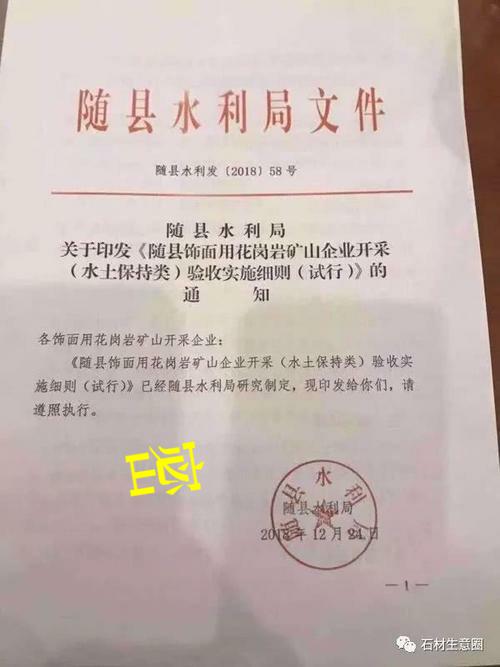 随县水利局文件
随县水利发〔2018〕58号
随县水利局
关于印发《随县饰面用花岗岩矿山企业开采
（水土保持类）验收实施细则（试行）》的
通知
各饰面用花岗岩矿山开采企业：
《随县饰面用花岗岩矿山企业开采（水土保持类）验收实
施细则（试行）》已经随县水利局研究制定，现印发给你们，请
遵照执行。
随县水利局
随县水利局
2018年12月24日
—1—
石材生意圈